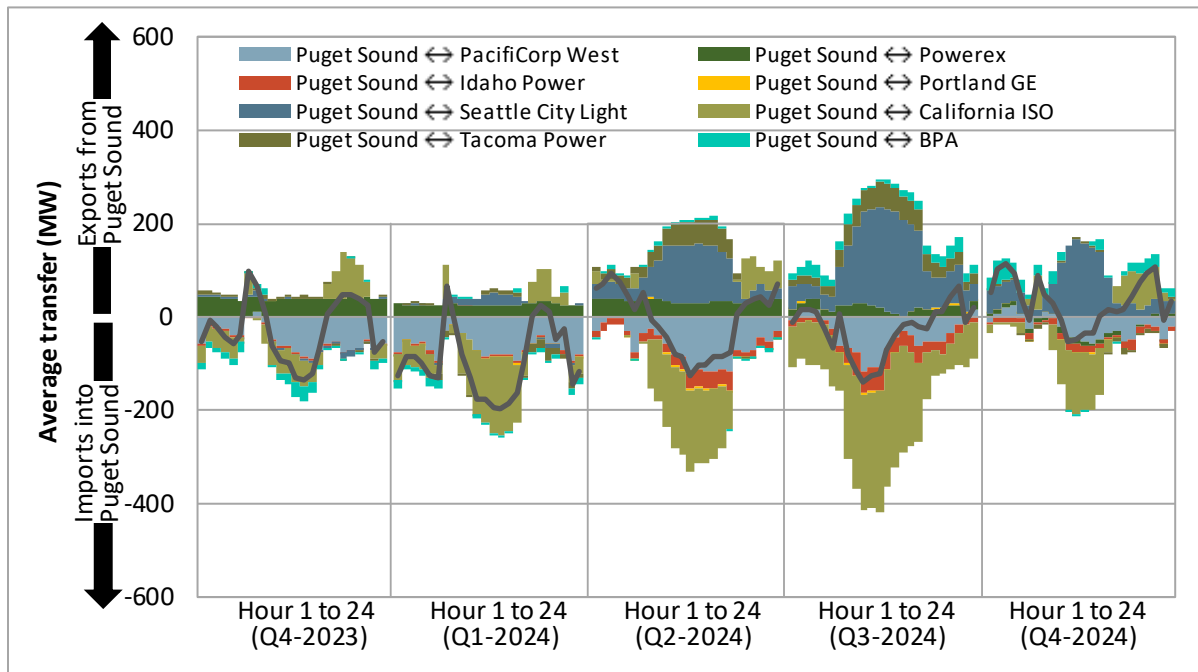 Average transfer (MW)
Imports into
Puget Sound
Exports from
Puget Sound
600
400
200
0
-200
-400
-600
Puget Sound ↔ PacifiCorp West
Puget Sound ↔ Powerex
Puget Sound ↔ Idaho Power
Puget Sound ↔ Portland GE
Puget Sound ↔ Seattle City Light
Puget Sound ↔ California ISO
Puget Sound ↔ Tacoma Power
Puget Sound ↔ BPA
Hour 1 to 24
(Q4-2023)
Hour 1 to 24
(Q1-2024)
Hour 1 to 24
(Q2-2024)
Hour 1 to 24
(Q3-2024)
Hour 1 to 24
(Q4-2024)